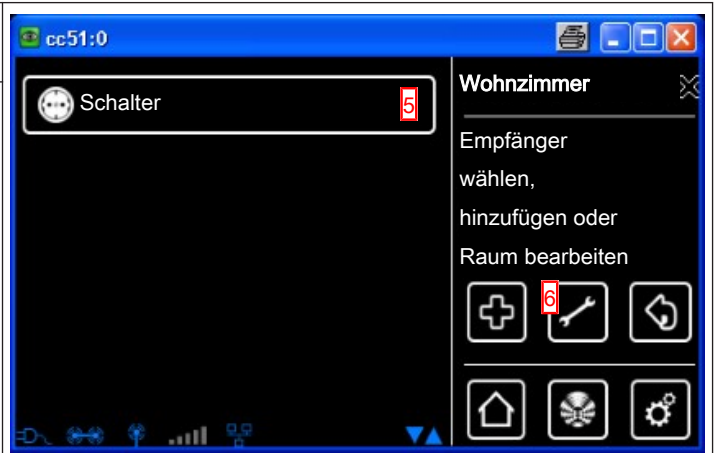 cc51:0
Schalter
5
Wohnzimmer
Empfänger
wählen,
hinzufügen oder
Raum bearbeiten
6